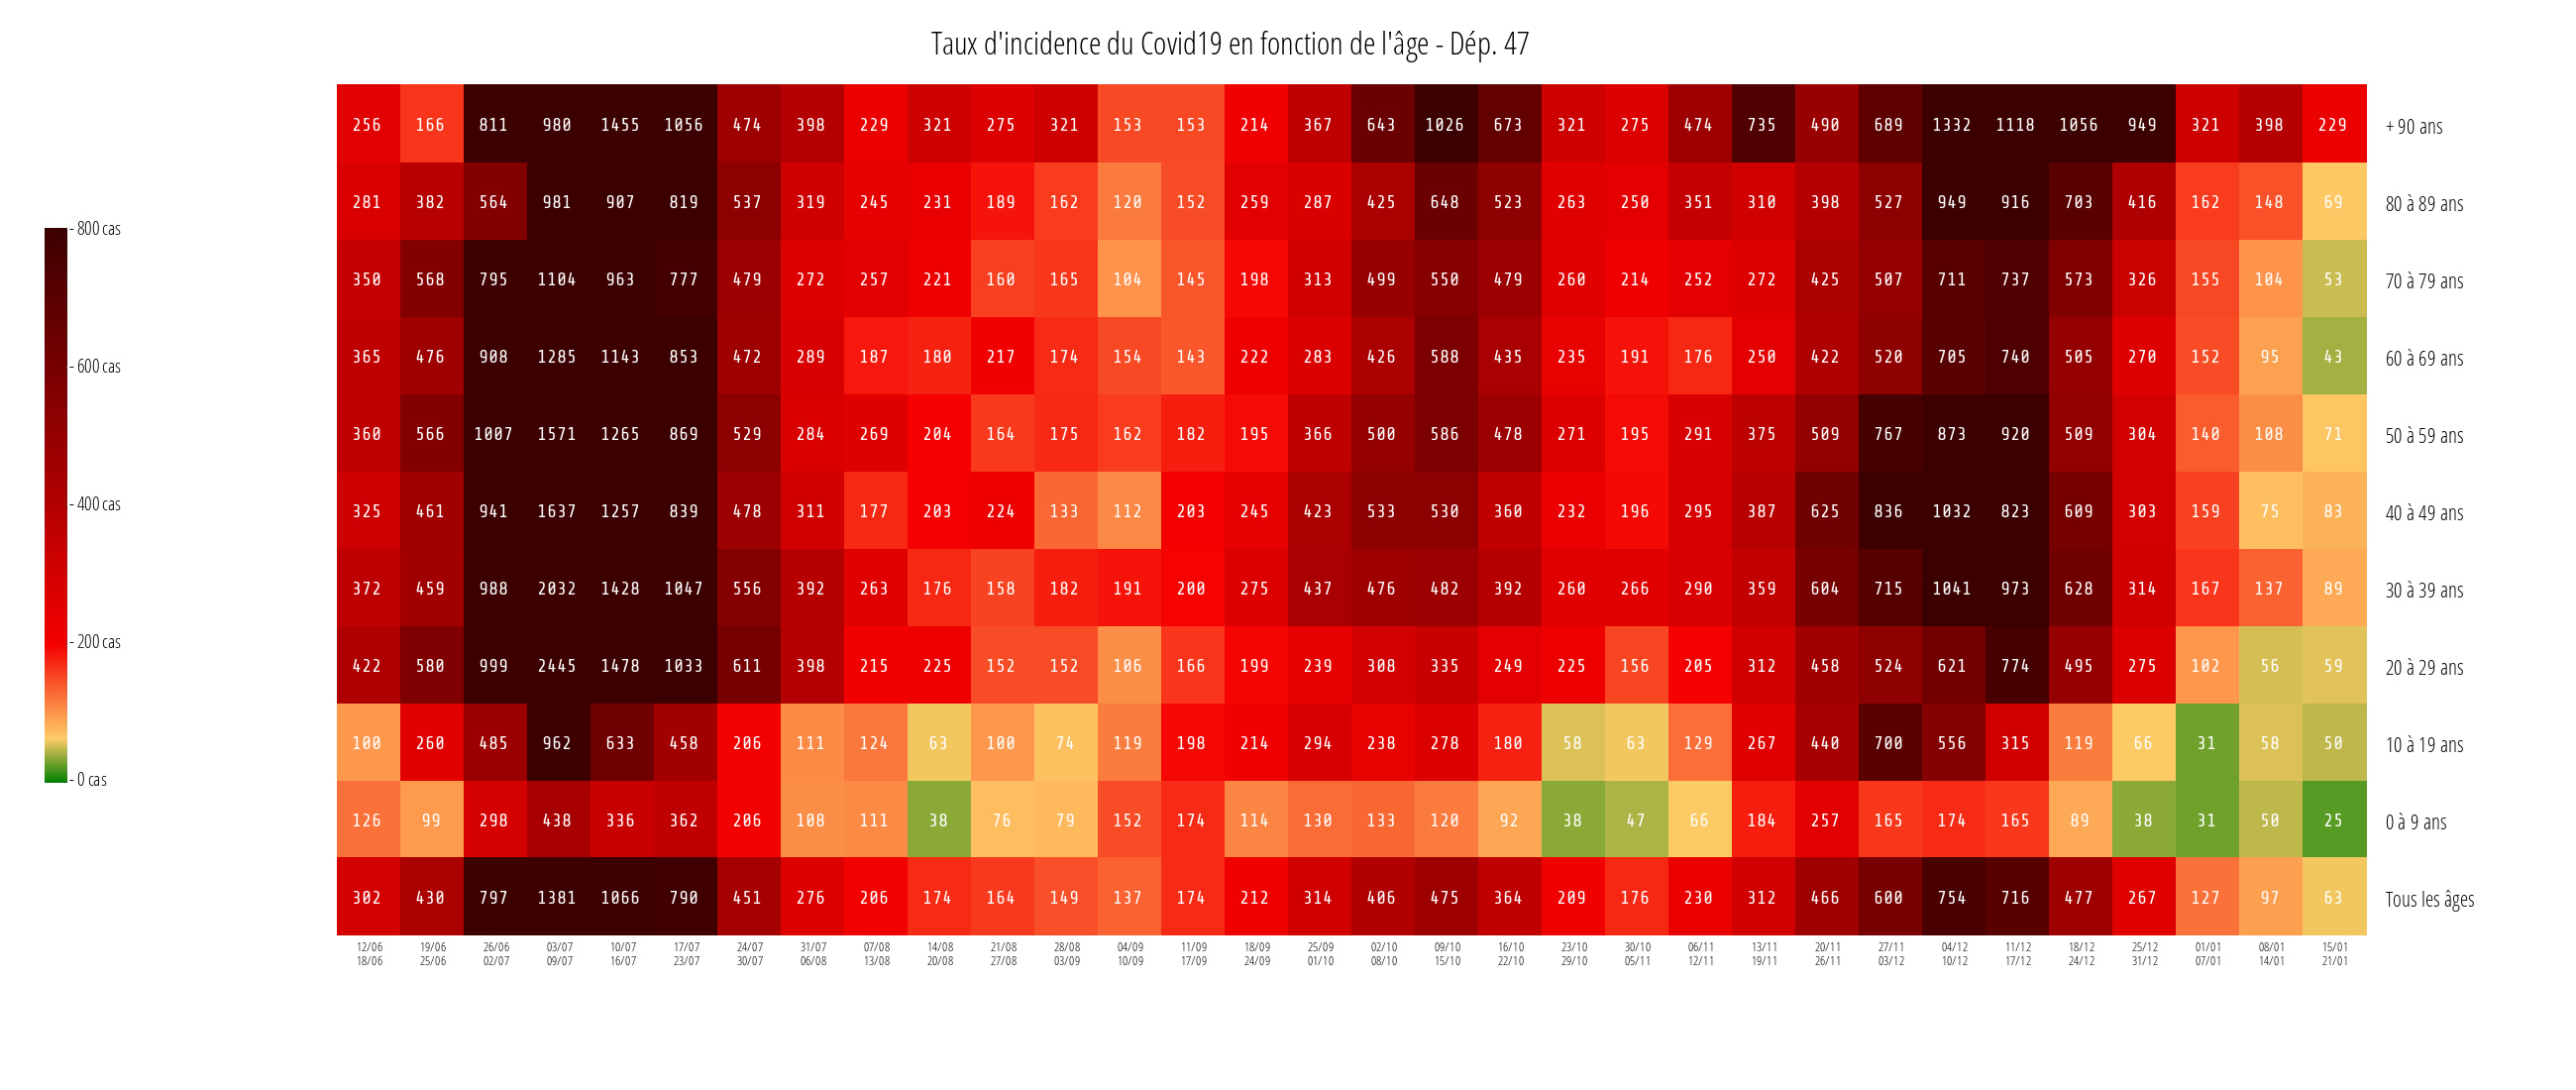 Taux d'incidence du Covid19 en fonction de l'âge - Dép. 47
- 800 cas
- 600 cas
- 400 cas
- 200 cas
- 0 cas
256 166 811 980 1455 1056 474 398 229 321 275 321 153 153 214 367 643 1026 673 321 275 474 735 490 689 1332 1118 1056 949 321 398 229 + 90 ans
281 382 564 981 907 819 537 319 245 231 189 162 120 152 259 287 425 648 523 263 250 351 310 398 527 949 916 703 416 162 148 69 80 à 89 ans
350 568 795 1104 963 777 479 272 257 221 160 165 104 145 198 313 499 550 479 260 214 252 272 425 507 711 737 573 326 155 104 53 70 à 79 ans
365 476 908 1285 1143 853 472 289 187 180 217 174 154 143 222 283 426 588 435 235 191 176 250 422 520 705 740 505 270 152 95 43 60 à 69 ans
360 566 1007 1571 1265 869 529 284 269 204 164 175 162 182 195 366 500 586 478 271 195 291 375 509 767 873 920 509 304 140 108 71 50 à 59 ans
325 461 941 1637 1257 839 478 311 177 203 224 133 112 203 245 423 533 530 360 232 196 295 387 625 836 1032 823 609 303 159 75 83 40 à 49 ans
372 459 988 2032 1428 1047 556 392 263 176 158 182 191 200 275 437 476 482 392 260 266 290 359 604 715 1041 973 628 314 167 137 89 30 à 39 ans
422 580 999 2445 1478 1033 611 398 215 225 152 152 106 166 199 239 308 335 249 225 156 205 312 458 524 621 774 495 275 102 56 59 20 à 29 ans
100 260 485 962 633 458 206 111 124 63 100 74 119 198 214 294 238 278 180 58 63 129 267 440 700 556 315 119 66 31 58 50 10 à 19 ans
126 99 298 438 336 362 206 108 111 38 76 79 152 174 114 130 133 120 92 38 47 66 184 257 165 174 165 89 38 31 50 25 0 à 9 ans
302 430 797 1381 1066 790 451 276 206 174 164 149 137 174 212 314 406 475 364 209 176 230 312 466 600 754 716 477 267 127 97 63 Tous les âges
12/06 19/06 26/06 03/07 10/07 17/07 24/07 31/07 07/08 14/08 21/08 28/08 04/09 11/09 18/09 25/09 02/10 09/10 16/10 23/10 30/10 06/11 13/11 20/11 27/11 04/12 11/12 18/12 25/12 01/01 08/01 15/01
18/06 25/06 02/07 09/07 16/07 23/07 30/07 06/08 13/08 20/08 27/08 03/09 10/09 17/09 24/09 01/10 08/10 15/10 22/10 29/10 05/11 12/11 19/11 26/11 03/12 10/12 17/12 24/12 31/12 07/01 14/01 21/01